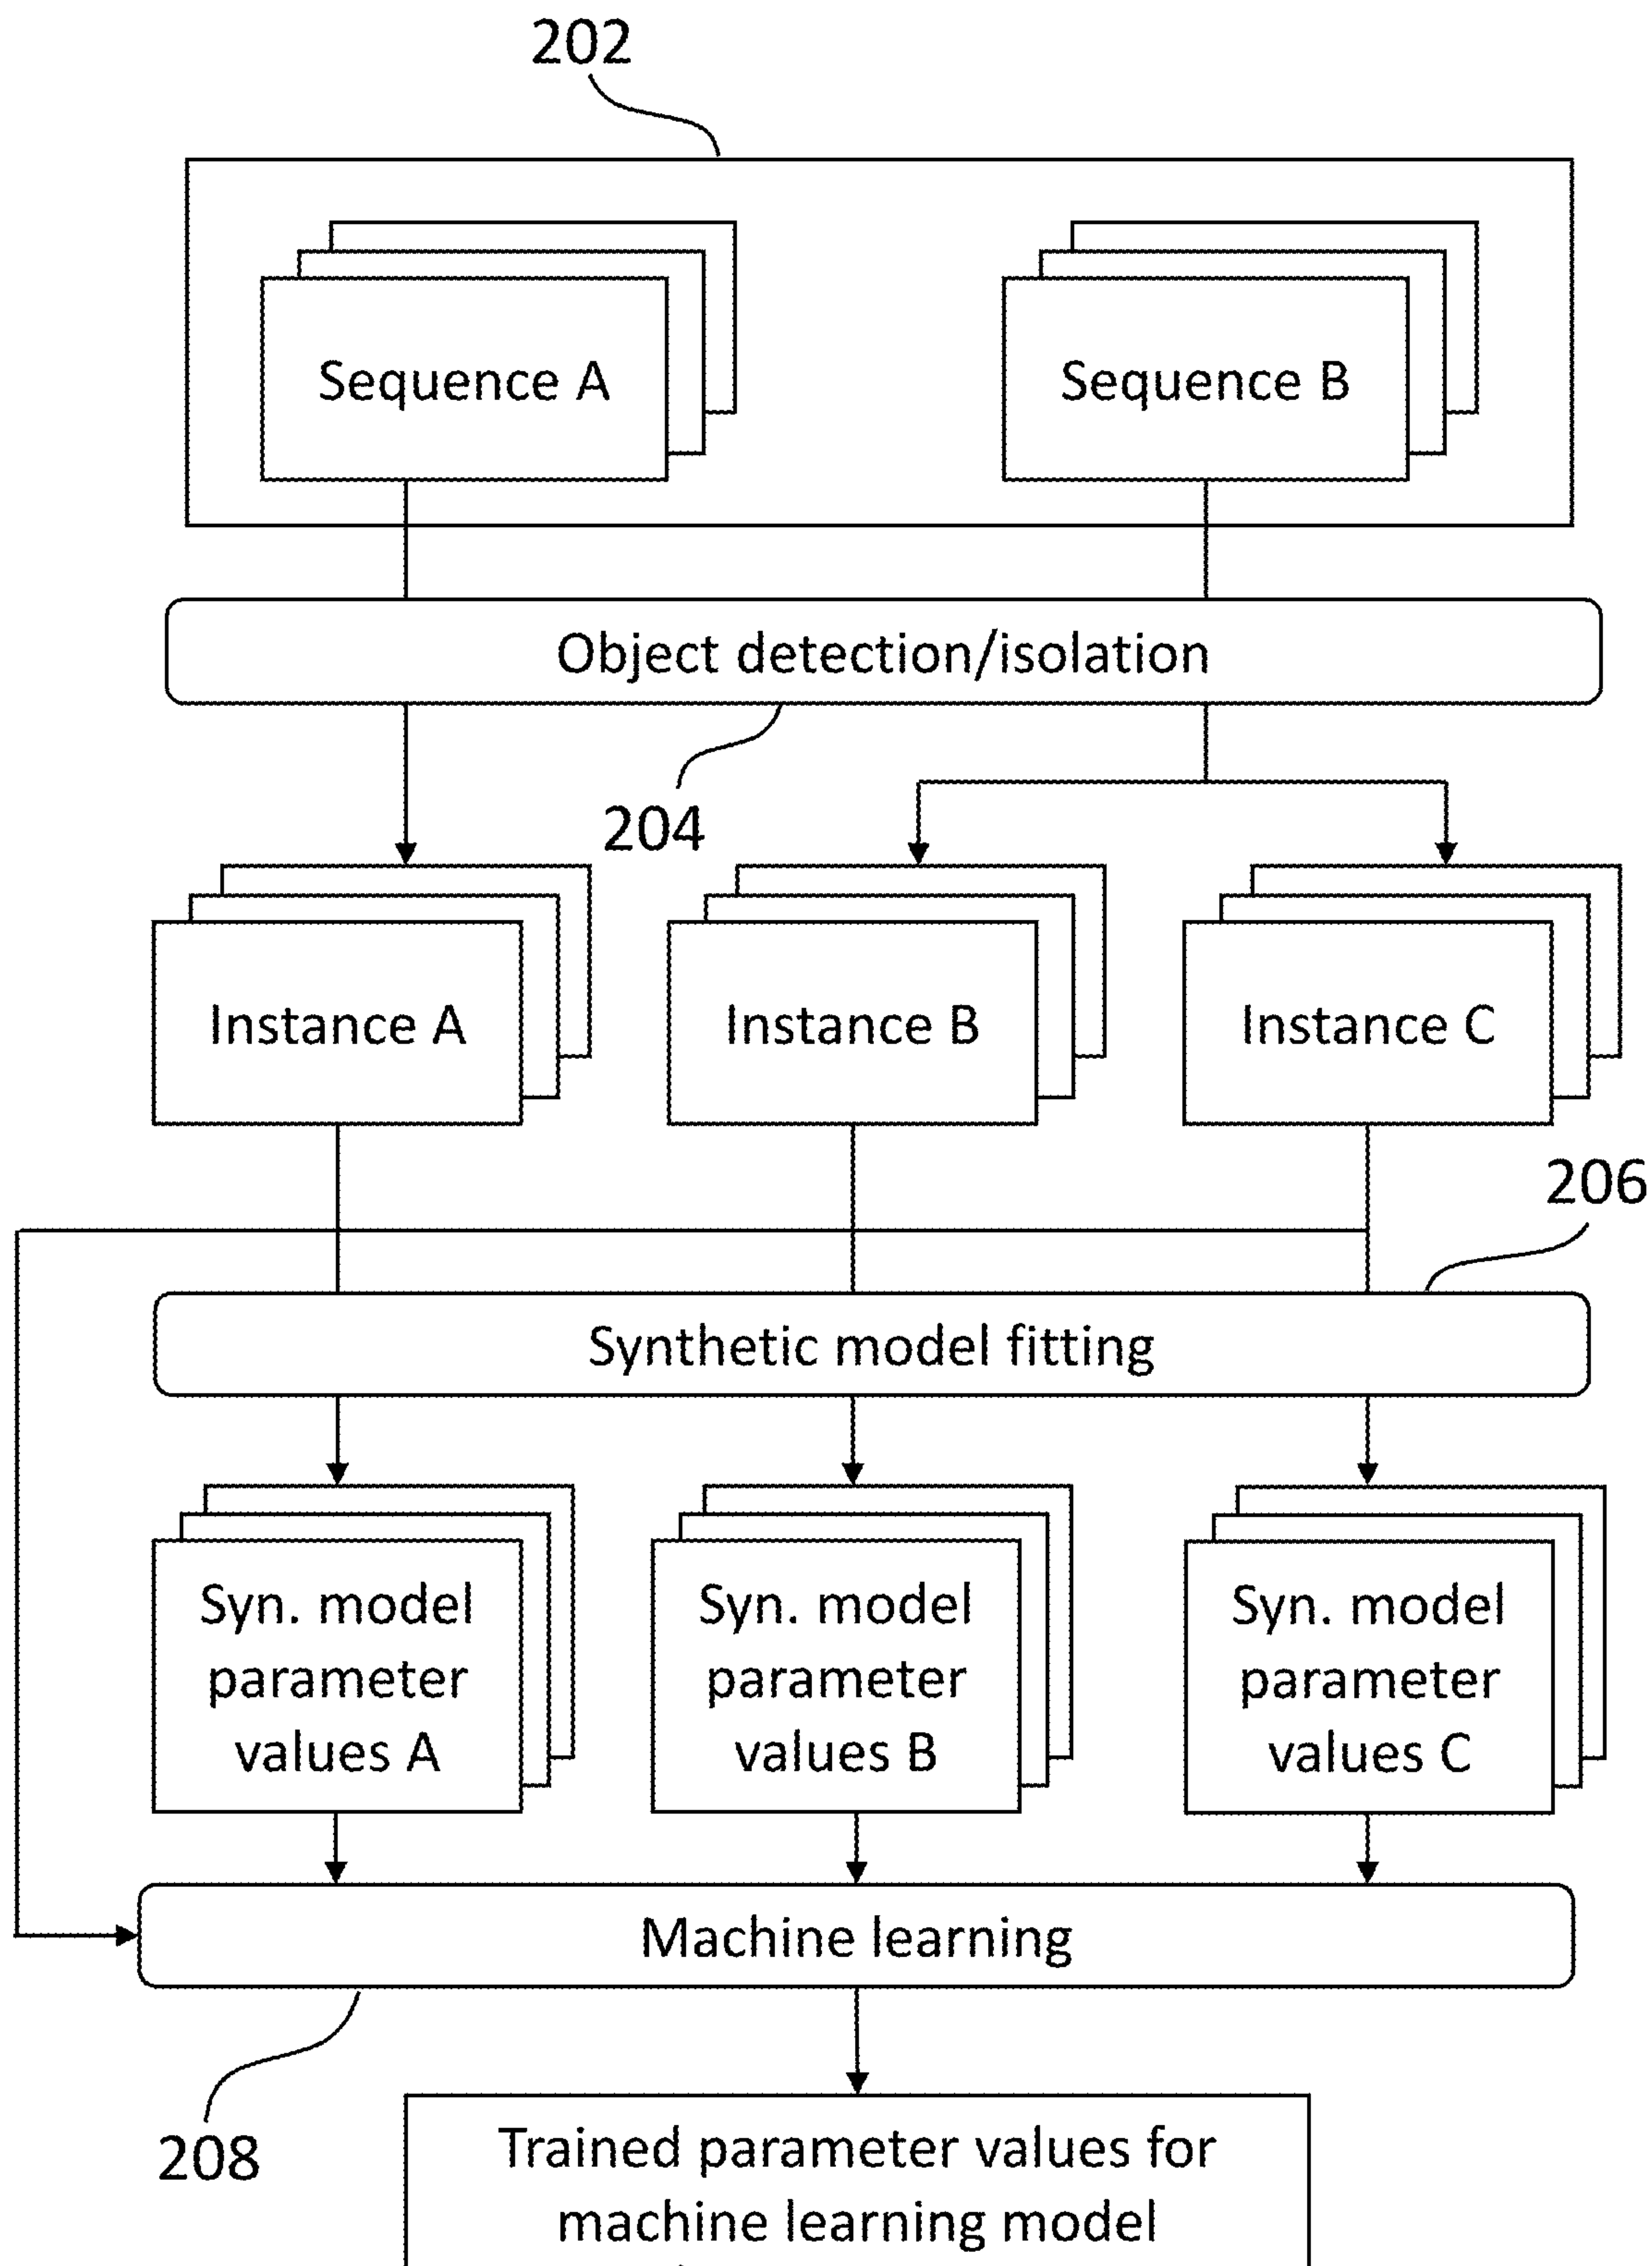 202
Sequence A
Sequence B
Object detection/isolation
204
Instance A
Instance B
Instance C
206
Synthetic model fitting
Syn. model
parameter
values A
Syn. model
parameter
values B
Syn. model
parameter
values C
Machine learning
208
Trained parameter values for
machine learning model